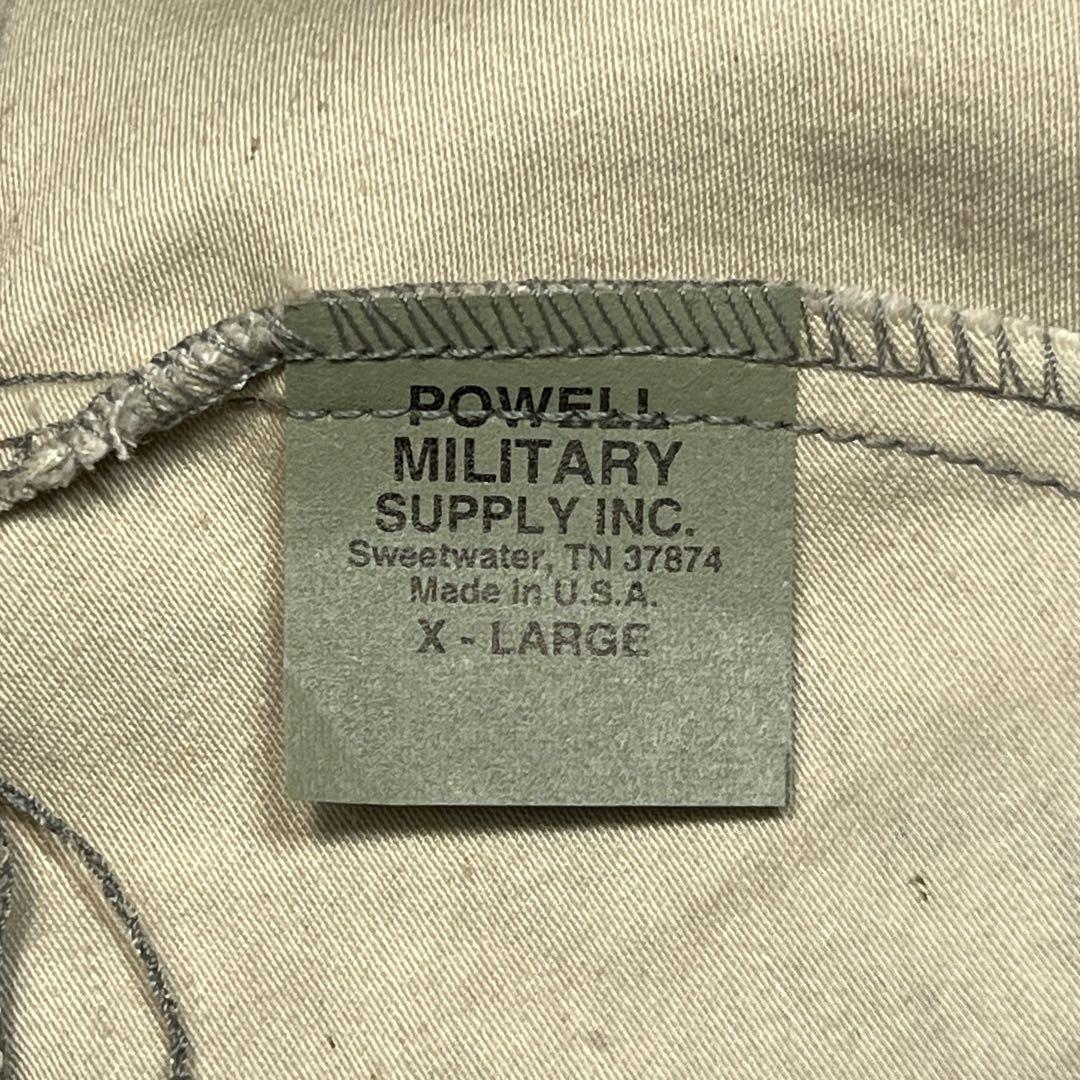 POWELL
MILITARY
SUPPLY INC.
Sweetwater, TN 37874
Made in U.S.A.
X - LARGE